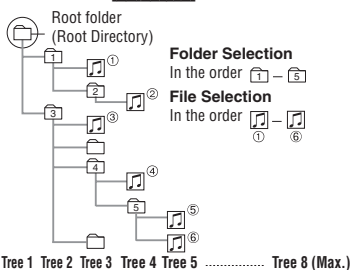 Root folder
(Root Directory)
1
①
2
②
3
③
4
④
5
⑤
⑥
Folder Selection
In the order 1 – 5
File Selection
In the order –
① ⑥
Tree 1 Tree 2 Tree 3 Tree 4 Tree 5 ................ Tree 8 (Max.)